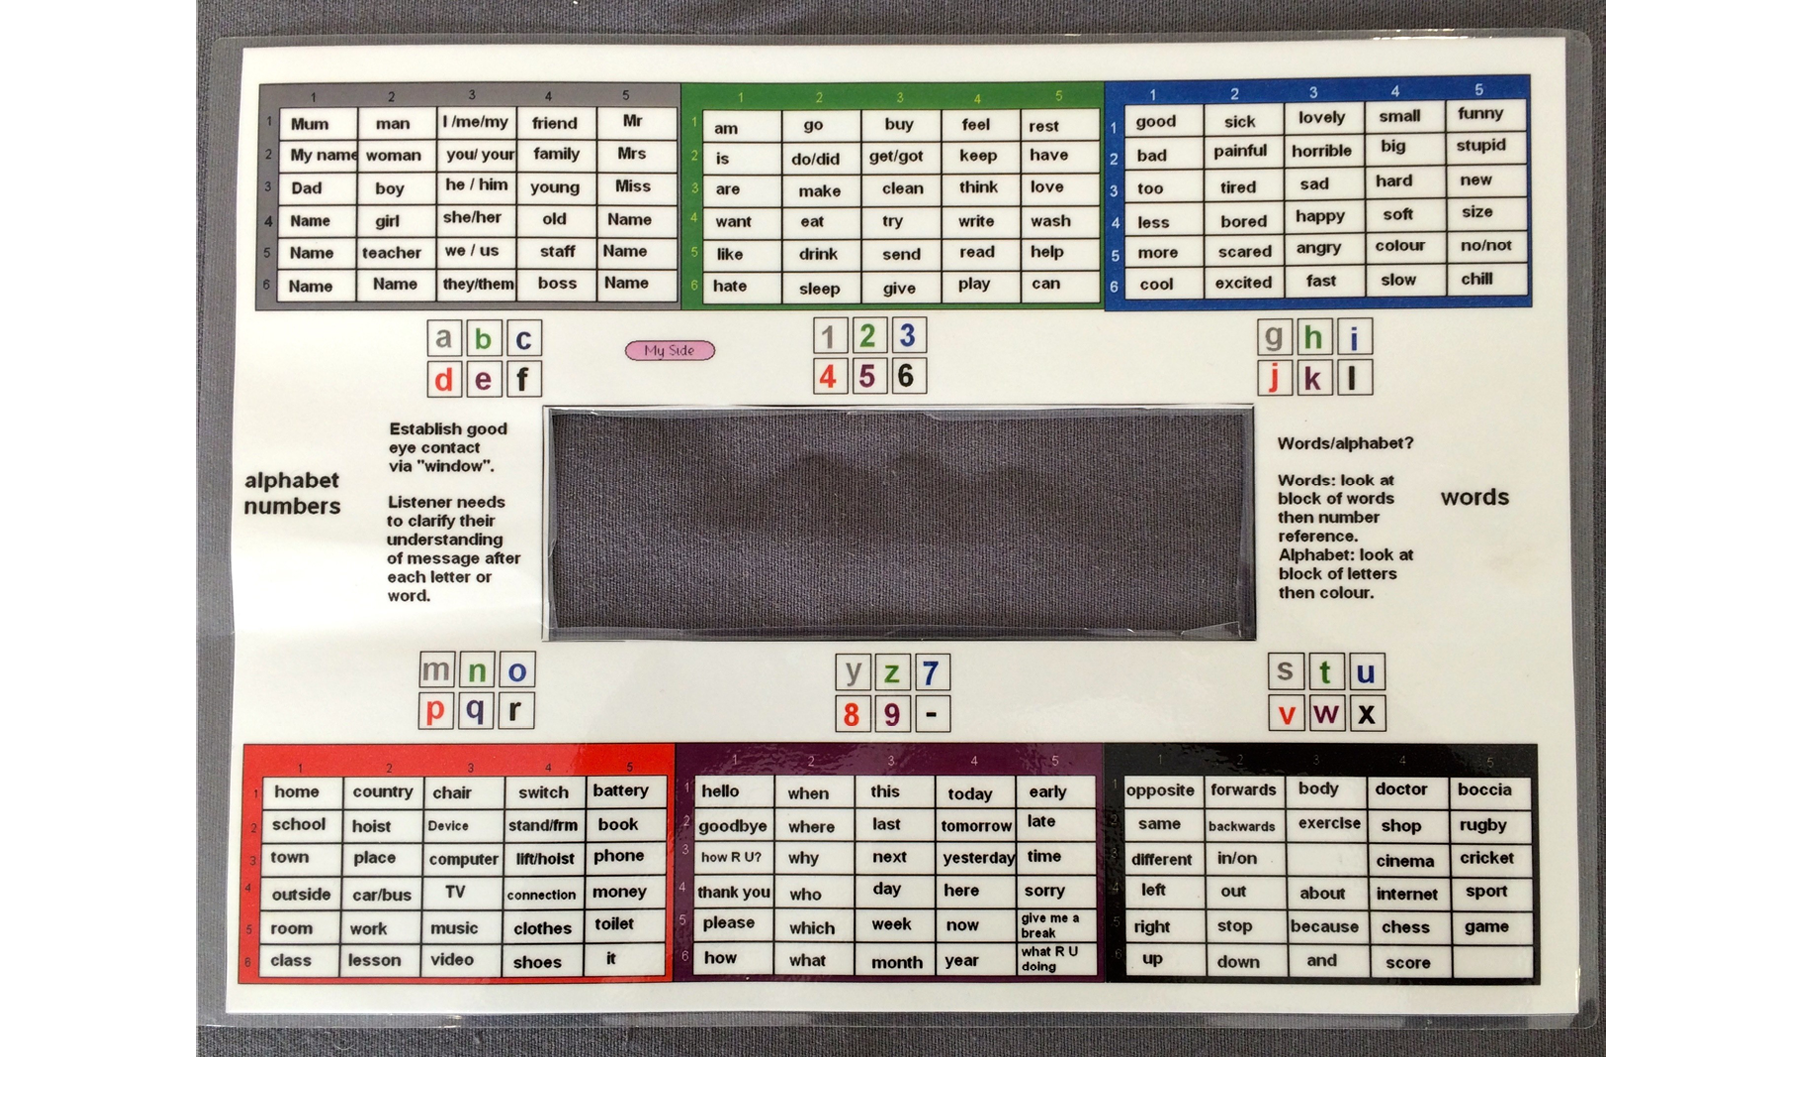 1 2 3 4 5 1 2 3 4 5 1 2 3 4 5
1 Mum man I /me/my friend Mr 1 am go buy feel rest 1 good sick lovely small funny
2 My name woman you/ your family Mrs 2 is do/did get/got keep have 2 bad painful horrible big stupid
3 Dad boy he / him young Miss 3 are make clean think love 3 too tired sad hard new
4 Name girl she/her old Name 4 want eat try write wash 4 less bored happy soft size
5 Name teacher we / us staff Name 5 like drink send read help 5 more scared angry colour no/not
6 Name Name they/them boss Name 6 hate sleep give play can 6 cool excited fast slow chill
a b c My Side 1 2 3 g h i
d e f 4 5 6 j k l
alphabet
numbers
Establish good
eye contact
via "window".
Listener needs
to clarify their
understanding
of message after
each letter or
word.
Words/alphabet?
Words: look at
block of words
then number
reference.
Alphabet: look at
block of letters
then colour.
words
m n o y z 7 s t u
p q r 8 9 - v w x
1 2 3 4 5 1 2 3 4 5 1 2 3 4 5
1 home country chair switch battery 1 hello when this today early 1 opposite forwards body doctor boccia
2 school hoist Device stand/frm book 2 goodbye where last tomorrow late 2 same backwards exercise shop rugby
3 town place computer lift/hoist phone 3 how R U? why next yesterday time 3 different in/on cinema cricket
4 outside car/bus TV connection money 4 thank you who day here sorry 4 left out about internet sport
5 room work music clothes toilet 5 please which week now give me a break 5 right stop because chess game
6 class lesson video shoes it 6 how what month year what R U doing 6 up down and score